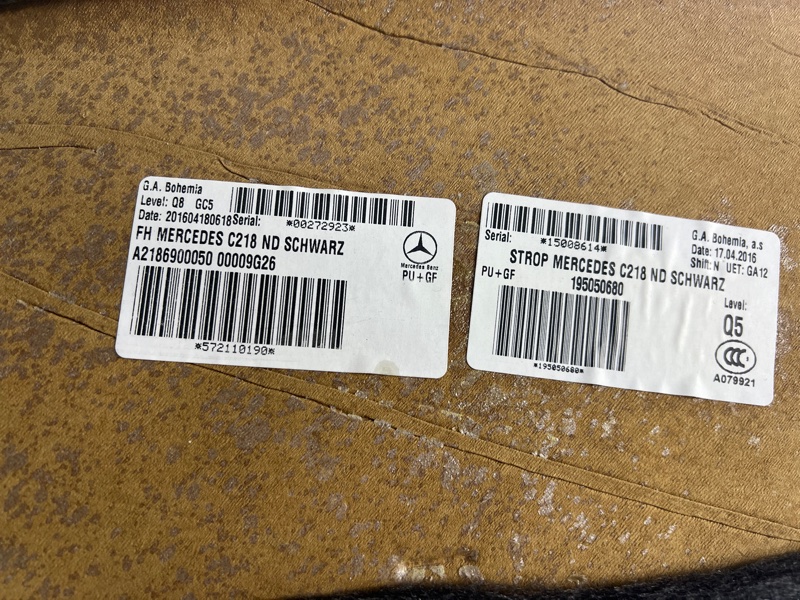 G.A. Bohemia
Level: Q8 GC5
Date: 201604180618 Serial: *00272923*
FH MERCEDES C218 ND SCHWARZ
A2186900050 00009G26
Mercedes Benz
PU+GF
*572110190*
Serial: *15008614*
G.A. Bohemia, a.s
Date: 17.04.2016
Shift: N UET: GA12
STROP MERCEDES C218 ND SCHWARZ
PU+GF 195050680
Level:
Q5
*195050680*
CCC
A079921